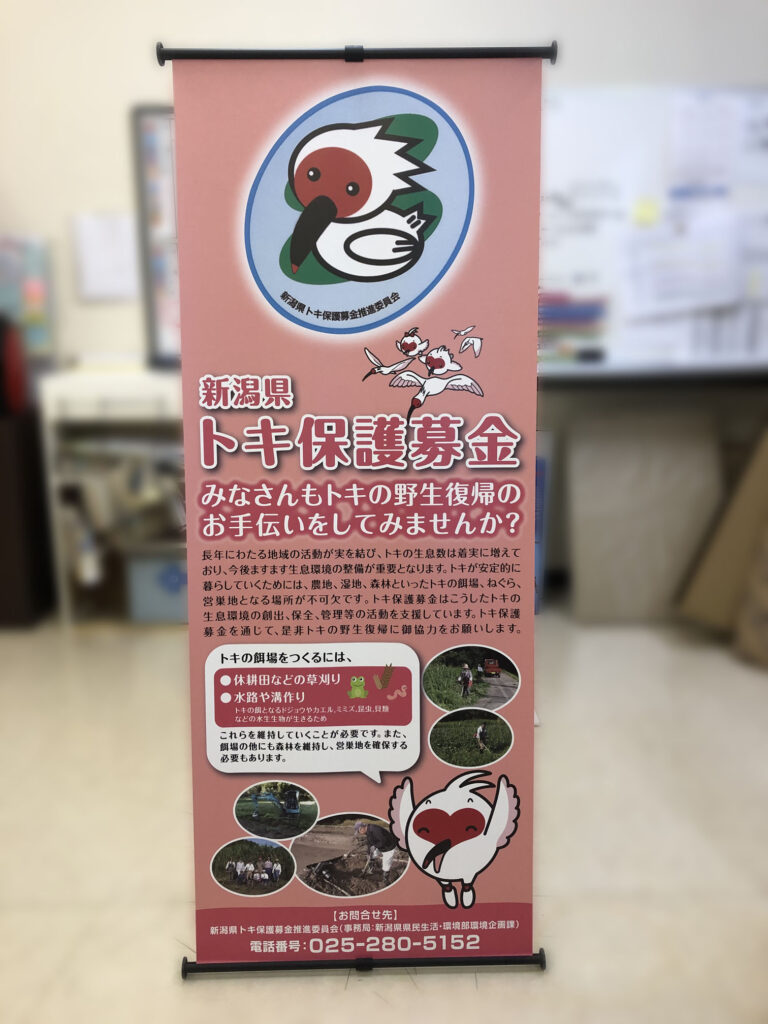 新潟県トキ保護募金推進委員会
新潟県
トキ保護募金
みなさんもトキの野生復帰の
お手伝いをしてみませんか?
長年にわたる地域の活動が実を結び、トキの生息数は着実に増えて
おり、今後ますます生息環境の整備が重要となります。トキが安定的に
暮らしていくためには、農地、湿地、森林といったトキの餌場、ねぐら、
営巣地となる場所が不可欠です。トキ保護募金はこうしたトキの
生息環境の創出、保全、管理等の活動を支援しています。トキ保護
募金を通じて、是非トキの野生復帰に御協力をお願いします。
トキの餌場をつくるには、
●休耕田などの草刈り
●水路や溝作り
トキの餌となるドジョウやカエル、ミミズ、昆虫、貝類
などの水生生物が生きるため
これらを維持していくことが必要です。また、
餌場の他にも森林を維持し、営巣地を確保する
必要もあります。
【お問合せ先】
新潟県トキ保護募金推進委員会(事務局:新潟県県民生活・環境部環境企画課)
電話番号:025-280-5152